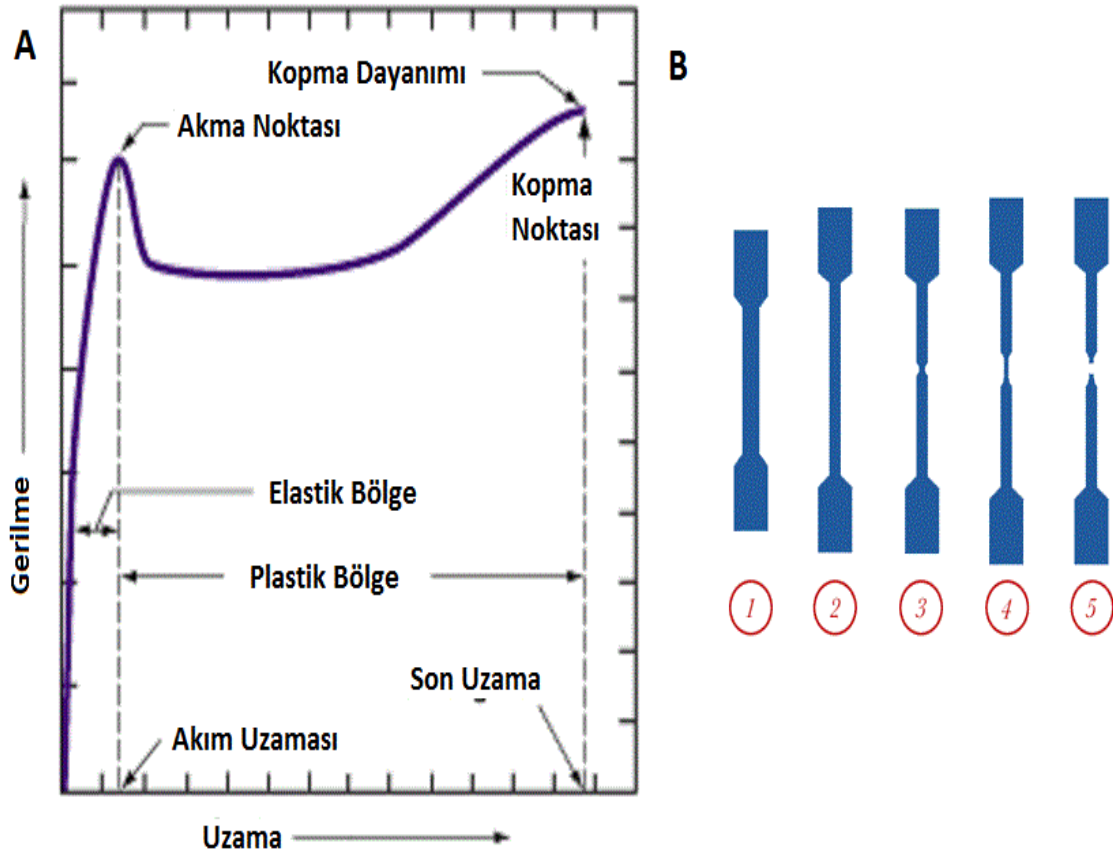 A
Kopma Dayanımı
Akma Noktası
Kopma
Noktası
Gerilme
Elastik Bölge
Plastik Bölge
Son Uzama
Akım Uzaması
Uzama
B
1
2
3
4
5